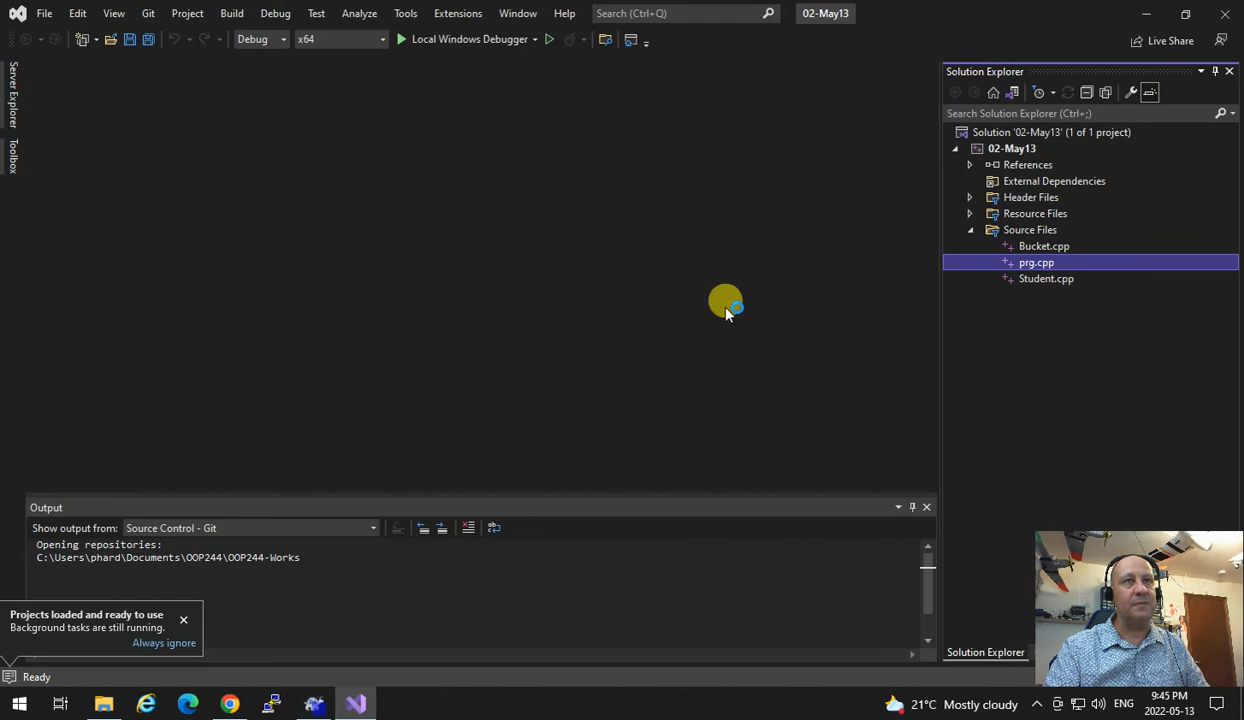 File Edit View Git Project Build Debug Test Analyze Tools Extensions Window Help Search (Ctrl+Q) 02-May13
Debug x64 Local Windows Debugger Live Share
Server Explorer
Toolbox
Solution Explorer
Search Solution Explorer (Ctrl+;)
Solution '02-May13' (1 of 1 project)
02-May13
References
External Dependencies
Header Files
Resource Files
Source Files
Bucket.cpp
prg.cpp
Student.cpp
Output
Show output from: Source Control - Git
Opening repositories:
C:\Users\phard\Documents\OOP244\OOP244-Works
Projects loaded and ready to use
Background tasks are still running.
Always ignore
Solution Explorer
Ready
21°C Mostly cloudy ENG 9:45 PM
2022-05-13